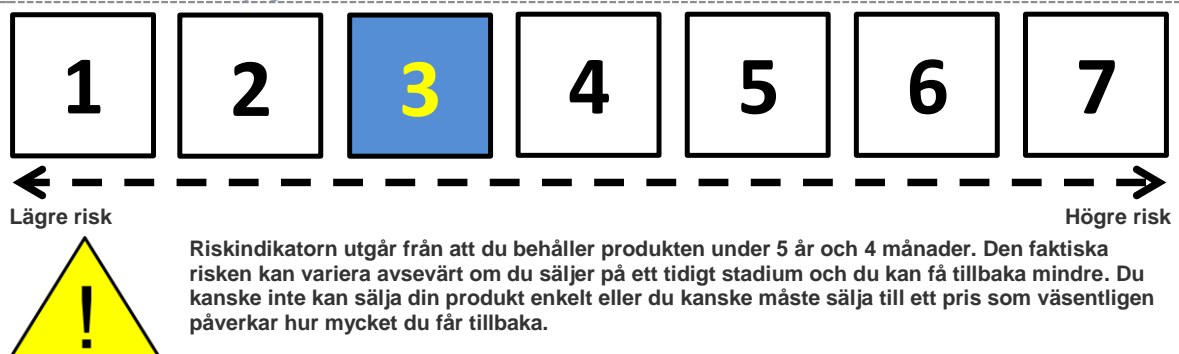 1 2 3 4 5 6 7
Lägre risk Högre risk
Riskindikatorn utgår från att du behåller produkten under 5 år och 4 månader. Den faktiska
risken kan variera avsevärt om du säljer på ett tidigt stadium och du kan få tillbaka mindre. Du
kanske inte kan sälja din produkt enkelt eller du kanske måste sälja till ett pris som väsentligen
påverkar hur mycket du får tillbaka.
!